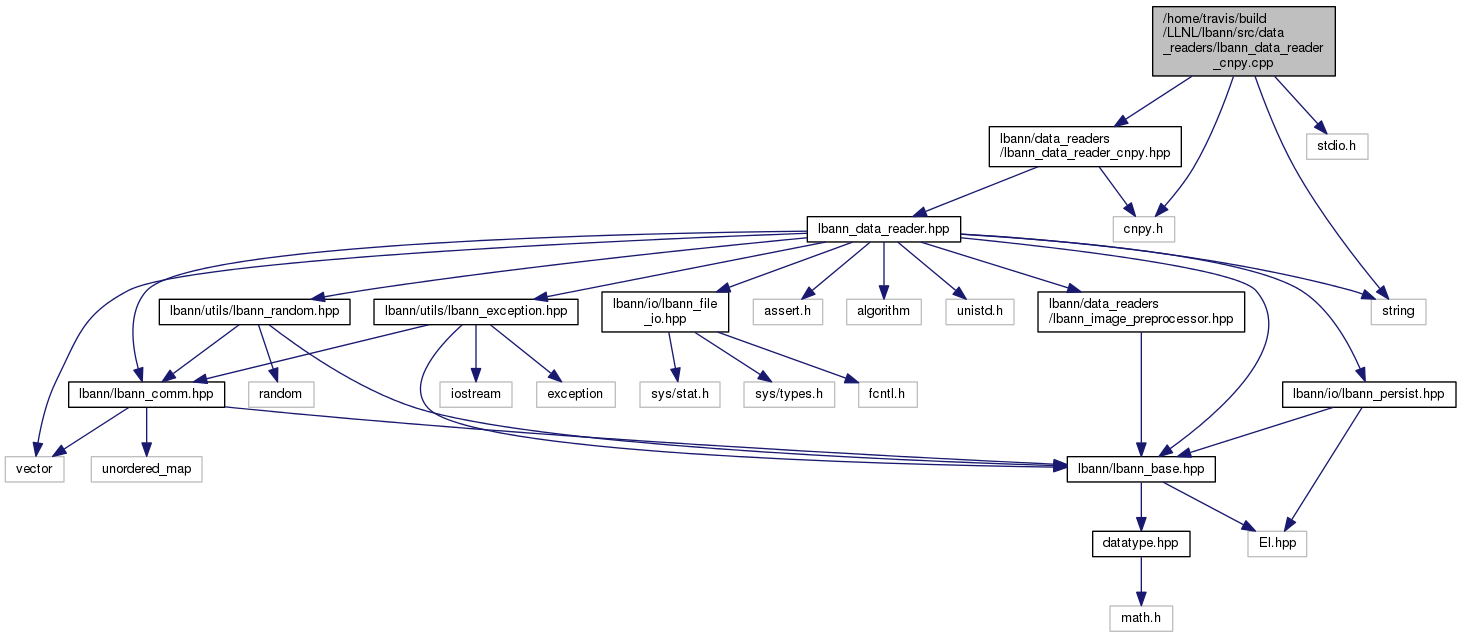 /home/travis/build
/LLNL/lbann/src/data
_readers/lbann_data_reader
_cnpy.cpp
lbann/data_readers
/lbann_data_reader_cnpy.hpp
stdio.h
lbann_data_reader.hpp
cnpy.h
lbann/utils/lbann_random.hpp
lbann/utils/lbann_exception.hpp
lbann/io/lbann_file
_io.hpp
assert.h
algorithm
unistd.h
lbann/data_readers
/lbann_image_preprocessor.hpp
string
lbann/lbann_comm.hpp
random
iostream
exception
sys/stat.h
sys/types.h
fcntl.h
lbann/io/lbann_persist.hpp
vector
unordered_map
lbann/lbann_base.hpp
datatype.hpp
El.hpp
math.h